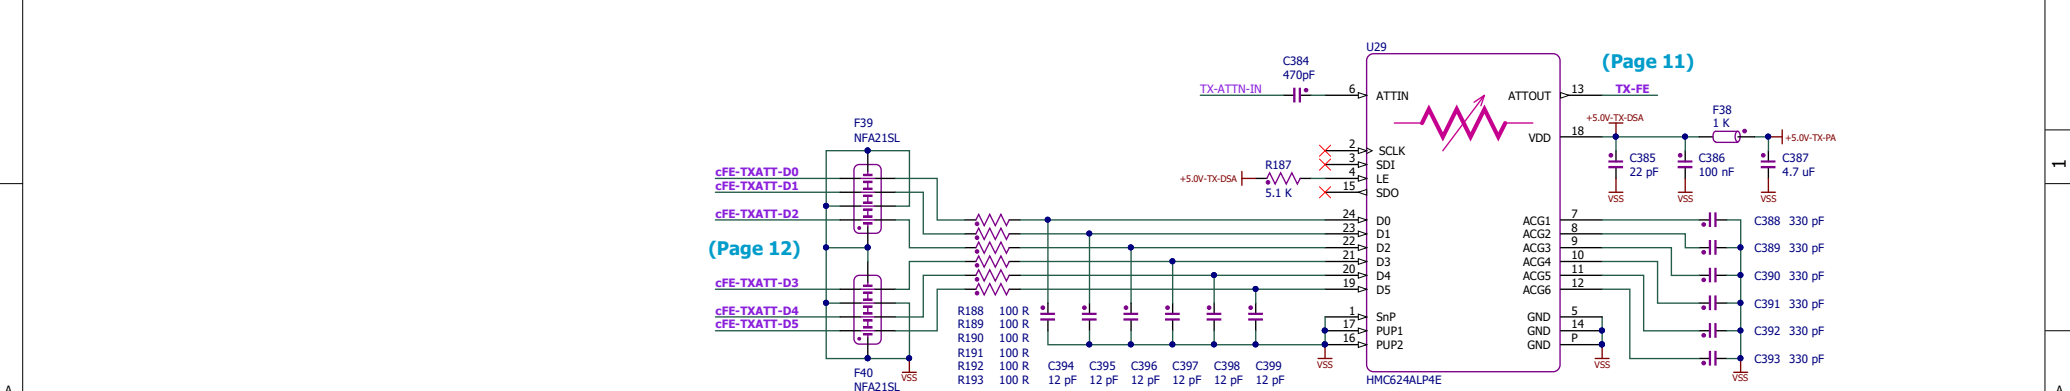 U29
(Page 11)
C384
470pF
TX-ATTN-IN
6
ATTIN
ATTOUT
13
TX-FE
F38
1 K
+5.0V-TX-DSA
VDD
18
+5.0V-TX-PA
F39
NFA21SL
2
SCLK
3
SDI
4
LE
15
SDO
R187
+5.0V-TX-DSA
5.1 K
C385
22 pF
C386
100 nF
C387
4.7 uF
VSS
VSS
VSS
1
cFE-TXATT-D0
cFE-TXATT-D1
cFE-TXATT-D2
(Page 12)
cFE-TXATT-D3
cFE-TXATT-D4
cFE-TXATT-D5
24
D0
23
D1
22
D2
21
D3
20
D4
19
D5
ACG1
7
ACG2
8
ACG3
9
ACG4
10
ACG5
11
ACG6
12
C388 330 pF
C389 330 pF
C390 330 pF
C391 330 pF
C392 330 pF
C393 330 pF
1
SnP
17
PUP1
16
PUP2
GND
5
GND
14
GND
P
R188 100 R
R189 100 R
R190 100 R
R191 100 R
R192 100 R
R193 100 R
C394
12 pF
C395
12 pF
C396
12 pF
C397
12 pF
C398
12 pF
C399
12 pF
VSS
VSS
VSS
VSS
F40
NFA21SL
HMC624ALP4E